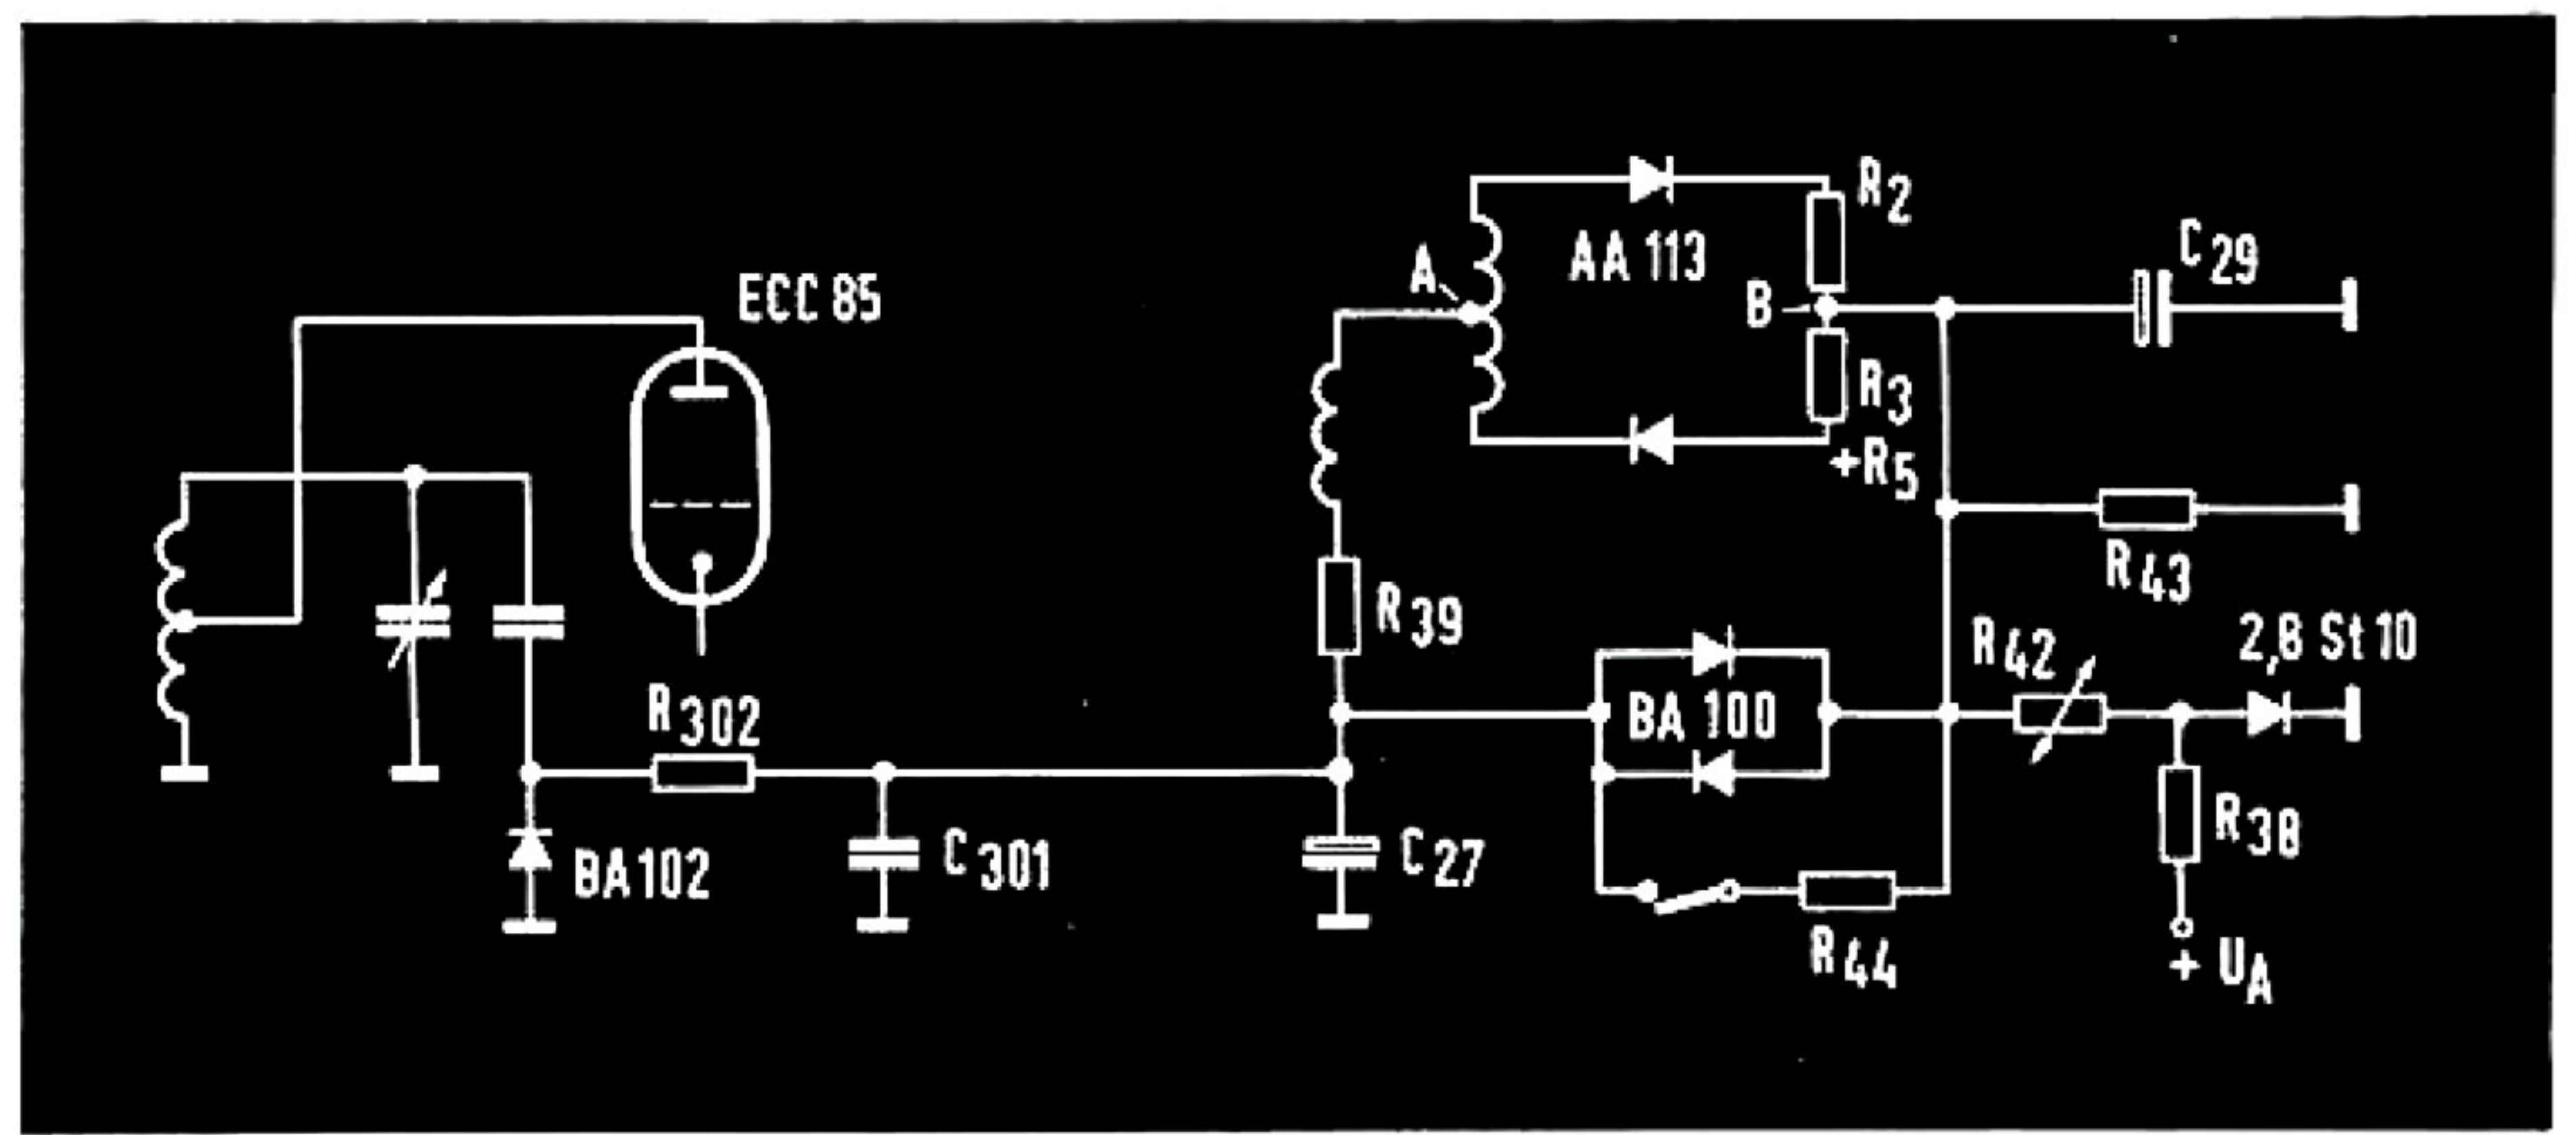 ECC 85
R302
BA102
C301
A
AA 113
R2
B
R3
+R5
C29
R43
R39
BA 100
R42
2,8 St 10
C27
R44
R38
+ UA